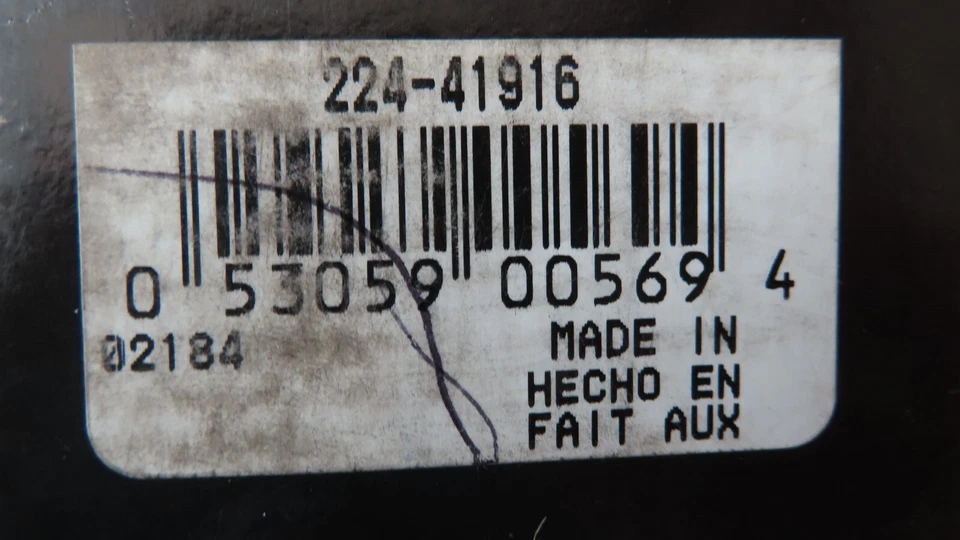 224-41916
0 53059 00569 4
02184
MADE IN
HECHO EN
FAIT AUX